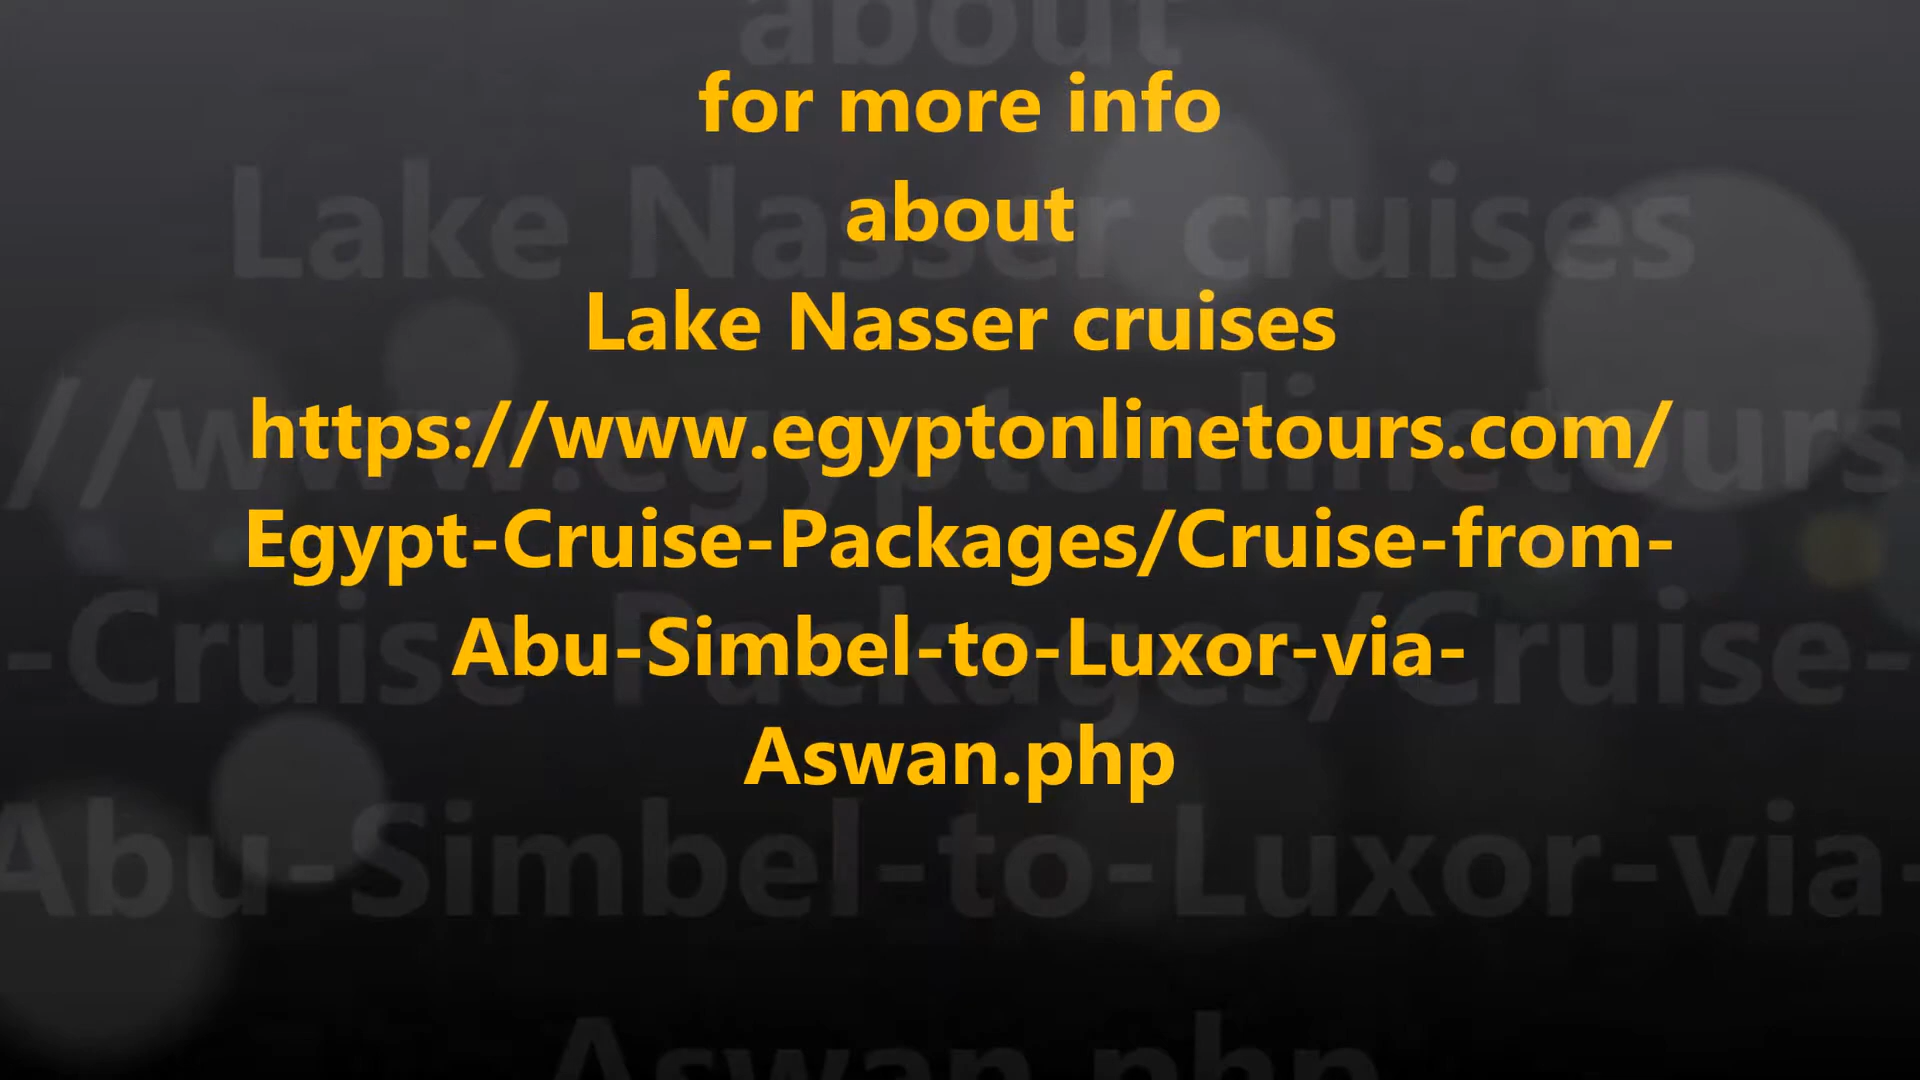 for more info
about
Lake Nasser cruises
https://www.egyptonlinetours.com/
Egypt-Cruise-Packages/Cruise-from-
Abu-Simbel-to-Luxor-via-
Aswan.php